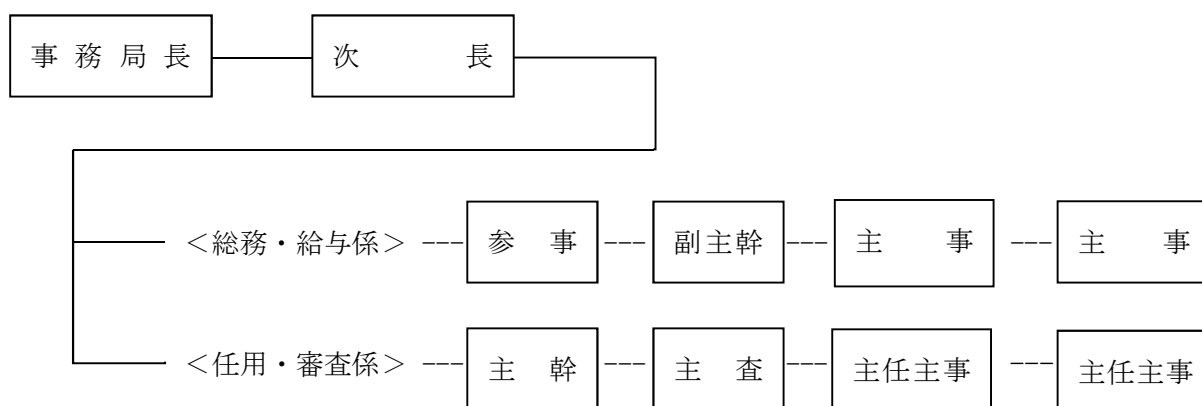 事務局長 次長
＜総務・給与係＞ --- 参事 --- 副主幹 --- 主事 --- 主事
＜任用・審査係＞ --- 主幹 --- 主査 --- 主任主事 --- 主任主事